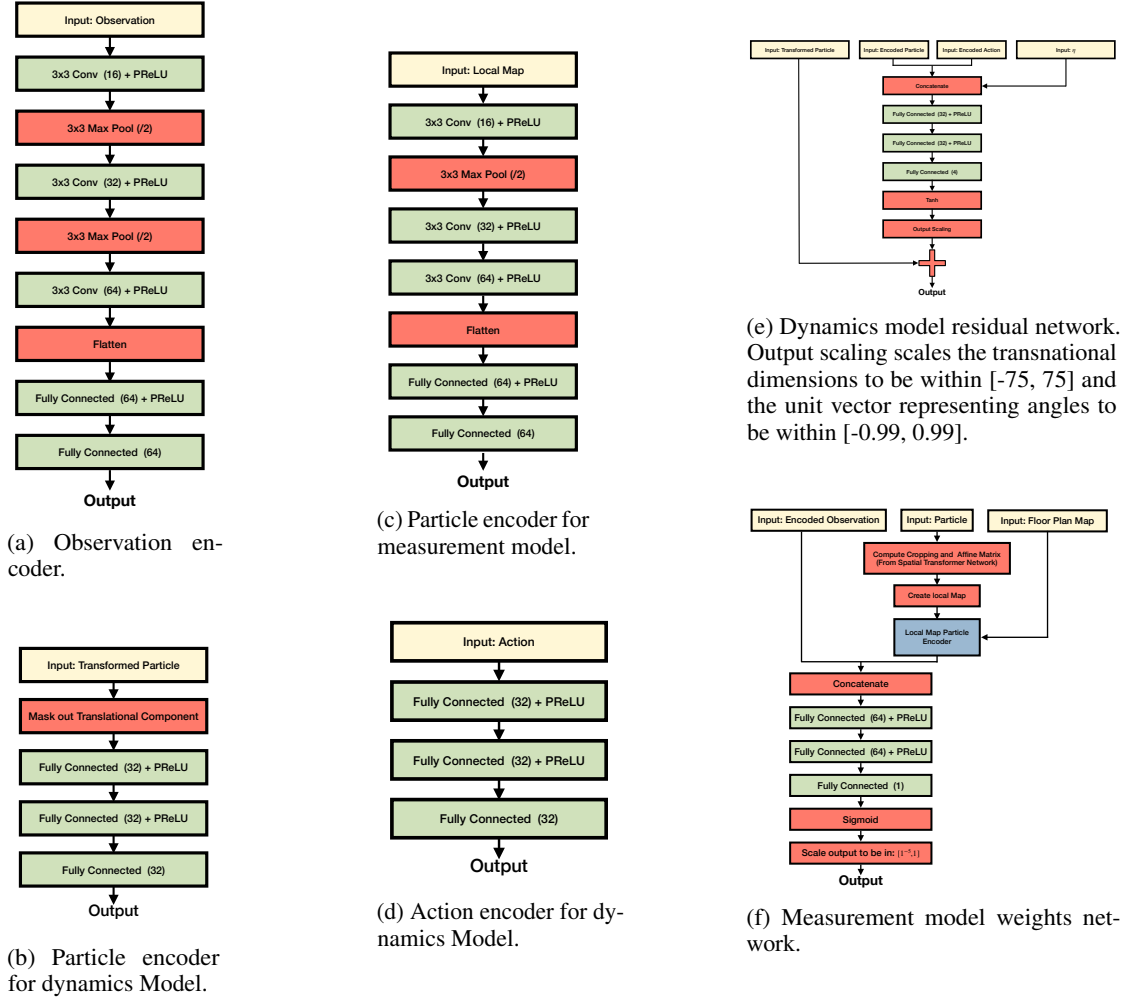 Input: Observation
3x3 Conv (16) + PReLU
3x3 Max Pool (/2)
3x3 Conv (32) + PReLU
3x3 Max Pool (/2)
3x3 Conv (64) + PReLU
Flatten
Fully Connected (64) + PReLU
Fully Connected (64)
Output
(a) Observation en-
coder.
Input: Transformed Particle
Mask out Translational Component
Fully Connected (32) + PReLU
Fully Connected (32) + PReLU
Fully Connected (32)
Output
(b) Particle encoder
for dynamics Model.
Input: Local Map
3x3 Conv (16) + PReLU
3x3 Max Pool (/2)
3x3 Conv (32) + PReLU
3x3 Conv (64) + PReLU
Flatten
Fully Connected (64) + PReLU
Fully Connected (64)
Output
(c) Particle encoder for
measurement model.
Input: Action
Fully Connected (32) + PReLU
Fully Connected (32) + PReLU
Fully Connected (32)
Output
(d) Action encoder for dy-
namics Model.
Input: Transformed Particle Input: Encoded Particle Input: Encoded Action Input: η
Concatenate
Fully Connected (32) + PReLU
Fully Connected (32) + PReLU
Fully Connected (4)
Tanh
Output Scaling
Output
(e) Dynamics model residual network.
Output scaling scales the transnational
dimensions to be within [-75, 75] and
the unit vector representing angles to
be within [-0.99, 0.99].
Input: Encoded Observation Input: Particle Input: Floor Plan Map
Compute Cropping and Affine Matrix
(From Spatial Transformer Network)
Create local Map
Local Map Particle
Encoder
Concatenate
Fully Connected (64) + PReLU
Fully Connected (64) + PReLU
Fully Connected (1)
Sigmoid
Scale output to be in: [1⁻⁵,1]
Output
(f) Measurement model weights net-
work.